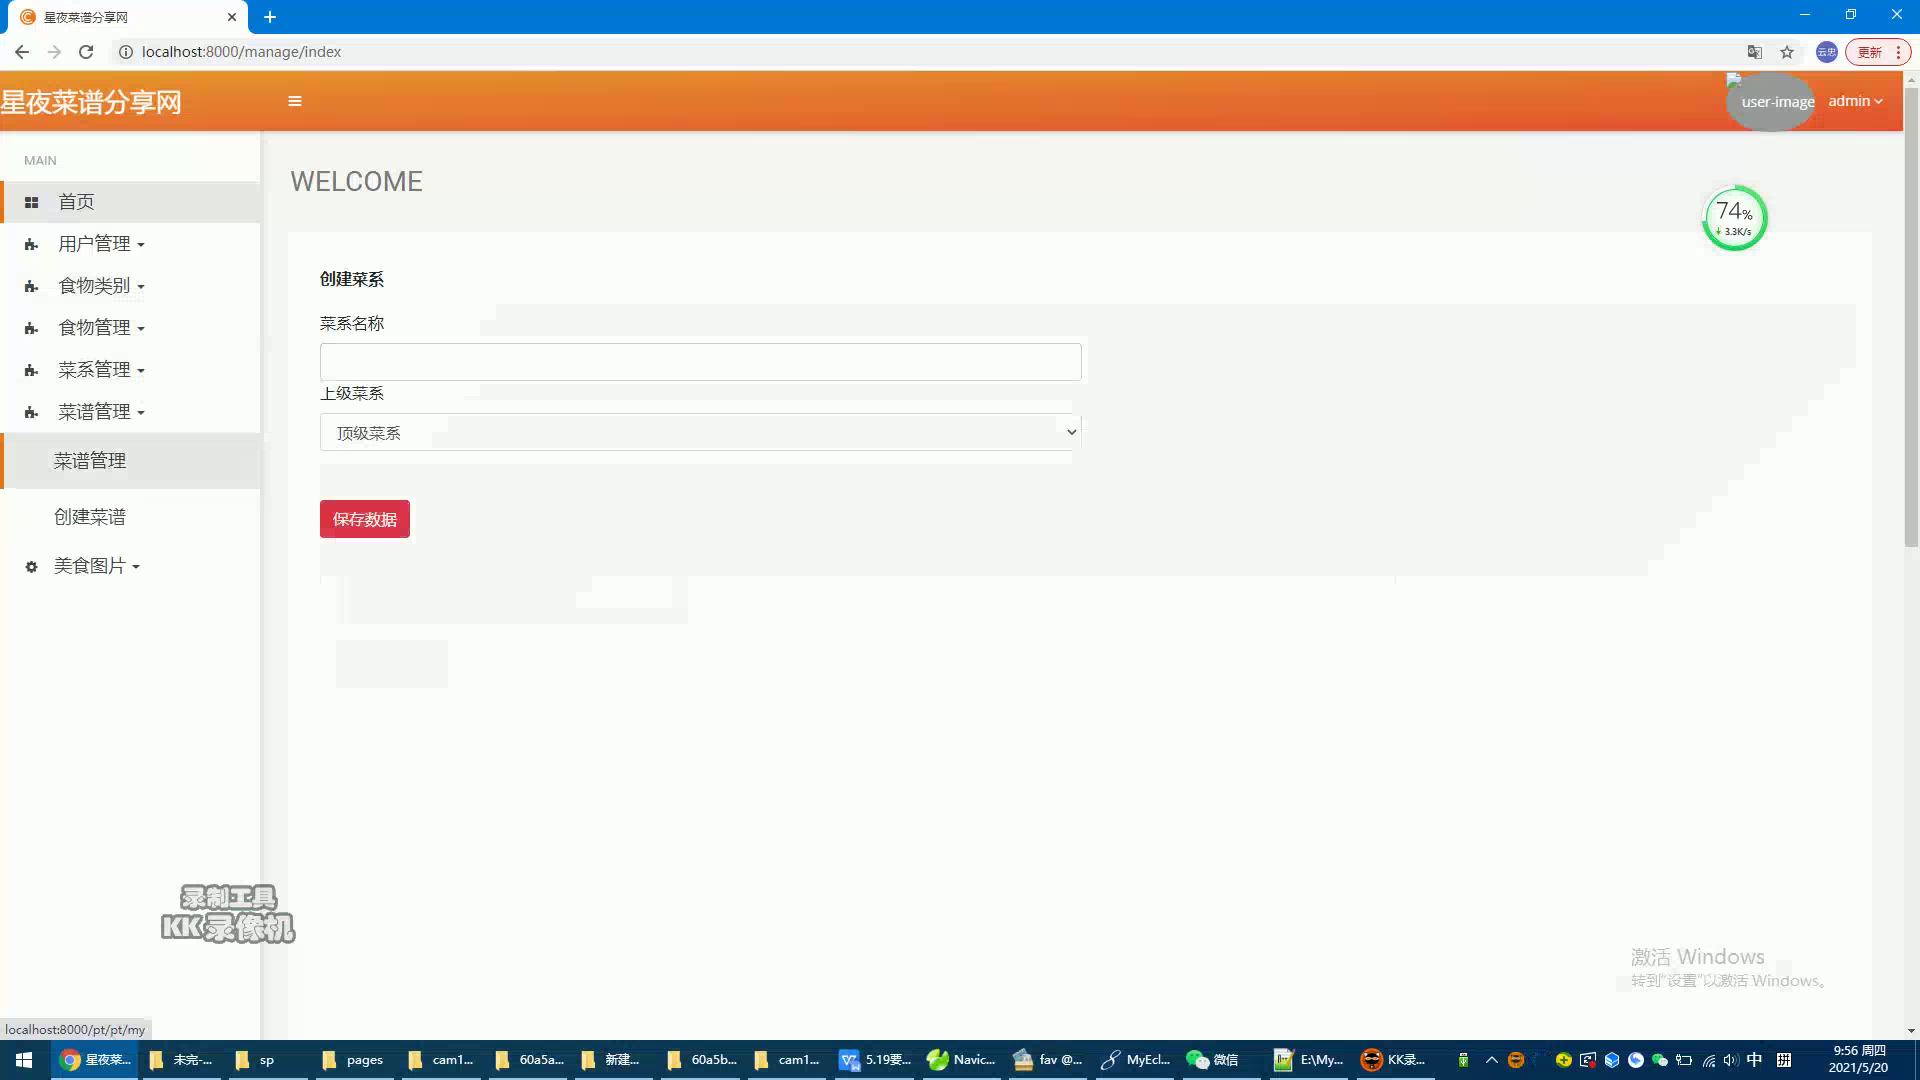 星夜菜谱分享网
localhost:8000/manage/index
更新
星夜菜谱分享网
user-image
admin
MAIN
首页
用户管理
食物类别
食物管理
菜系管理
菜谱管理
菜谱管理
创建菜谱
美食图片
WELCOME
74%
3.3K/s
创建菜系
菜系名称
上级菜系
顶级菜系
保存数据
录制工具
KK录像机
激活 Windows
转到“设置”以激活 Windows。
localhost:8000/pt/pt/my
星夜菜...
未完-...
sp
pages
cam1...
60a5a...
新建...
60a5b...
cam1...
5.19要...
Navic...
fav @...
MyEcl...
微信
E:\My...
KK录...
中
拼
9:56 周四
2021/5/20